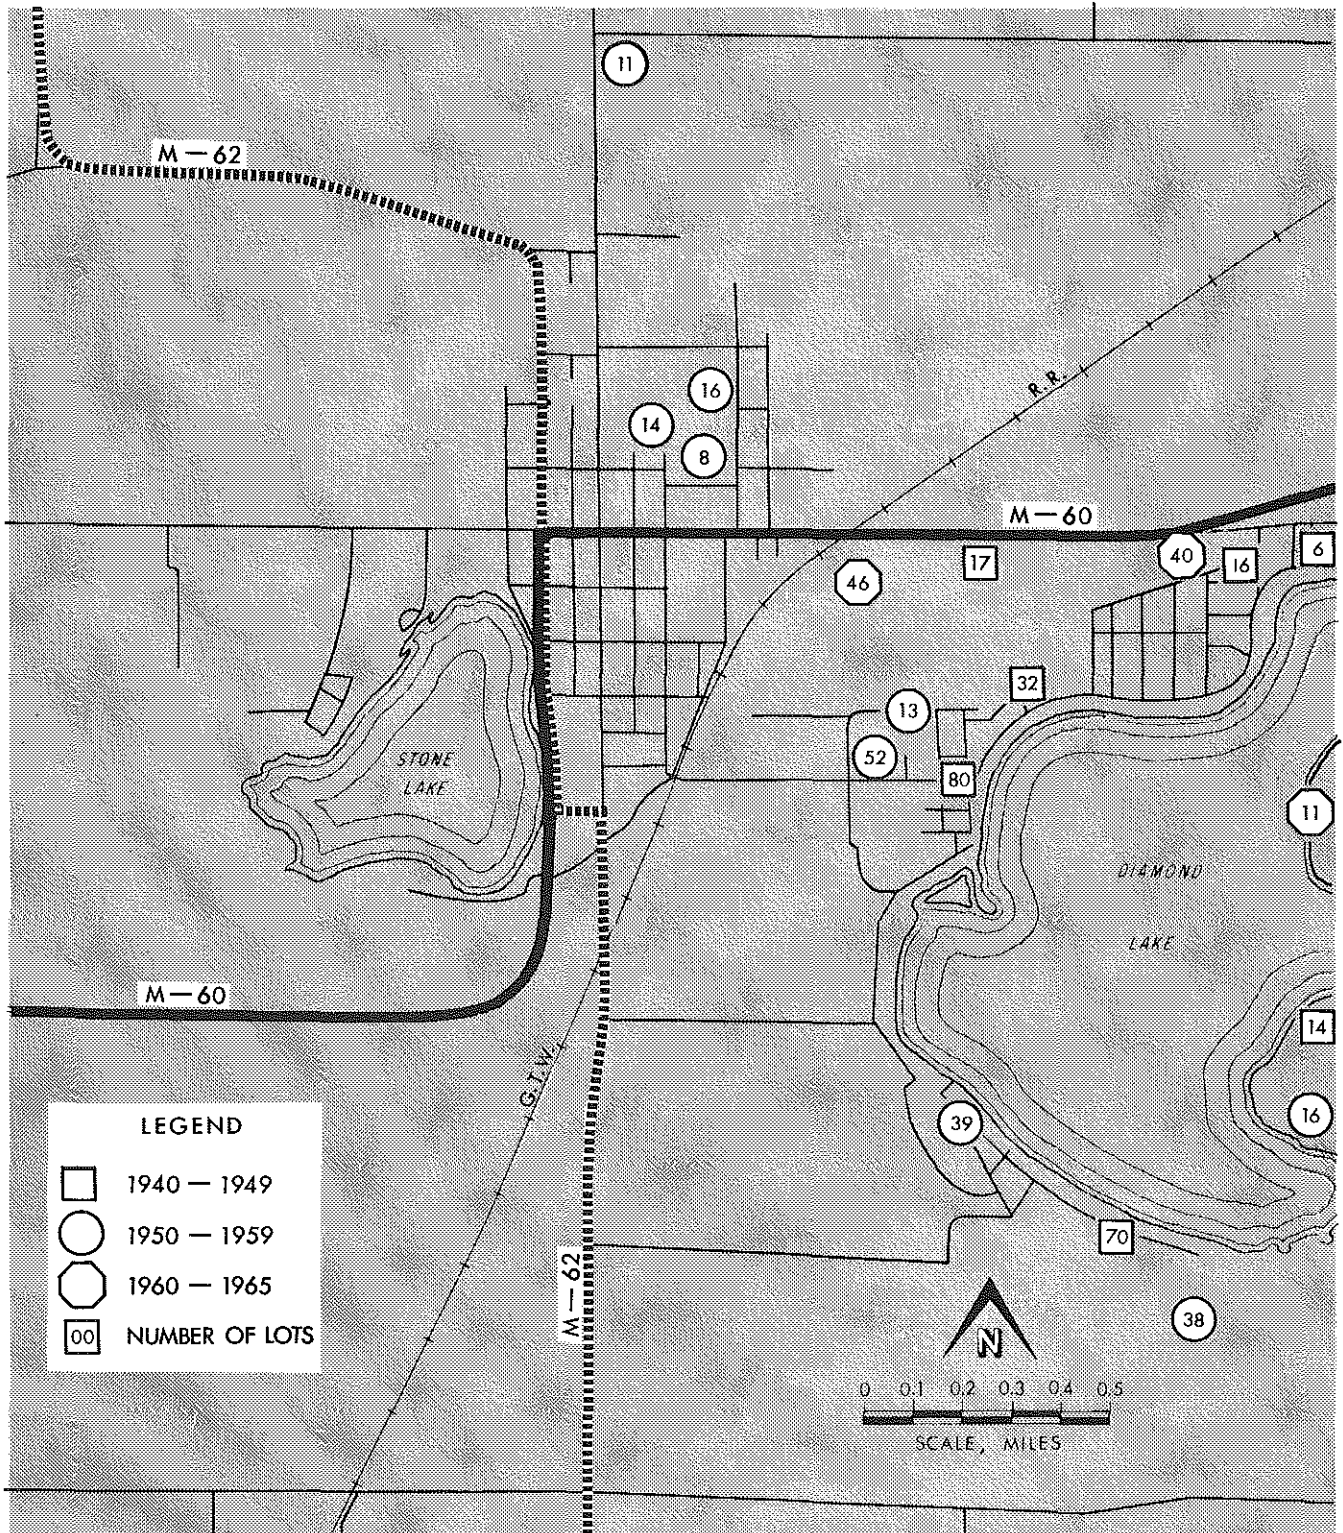 11
M — 62
16
14
8
R.R.
M — 60
40
16
6
17
46
32
13
52
80
STONE
LAKE
11
DIAMOND
LAKE
M — 60
14
G.T.W.
16
39
LEGEND
1940 — 1949
1950 — 1959
1960 — 1965
00 NUMBER OF LOTS
70
M — 62
38
N
0 0.1 0.2 0.3 0.4 0.5
SCALE, MILES